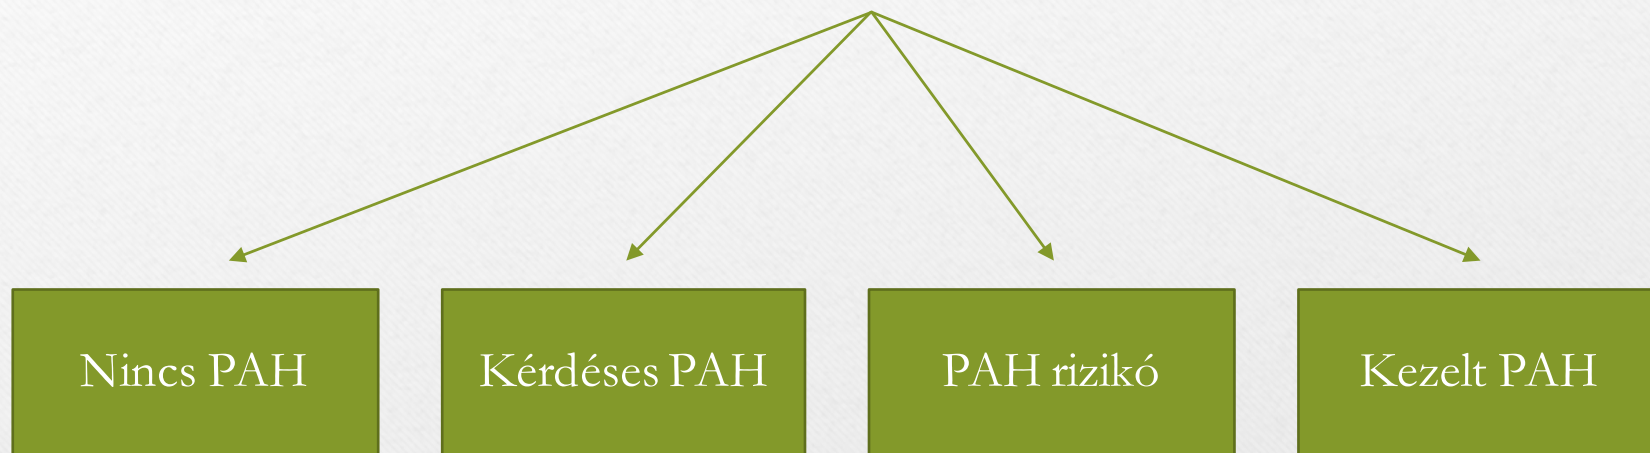 Nincs PAH
Kérdéses PAH
PAH rizikó
Kezelt PAH